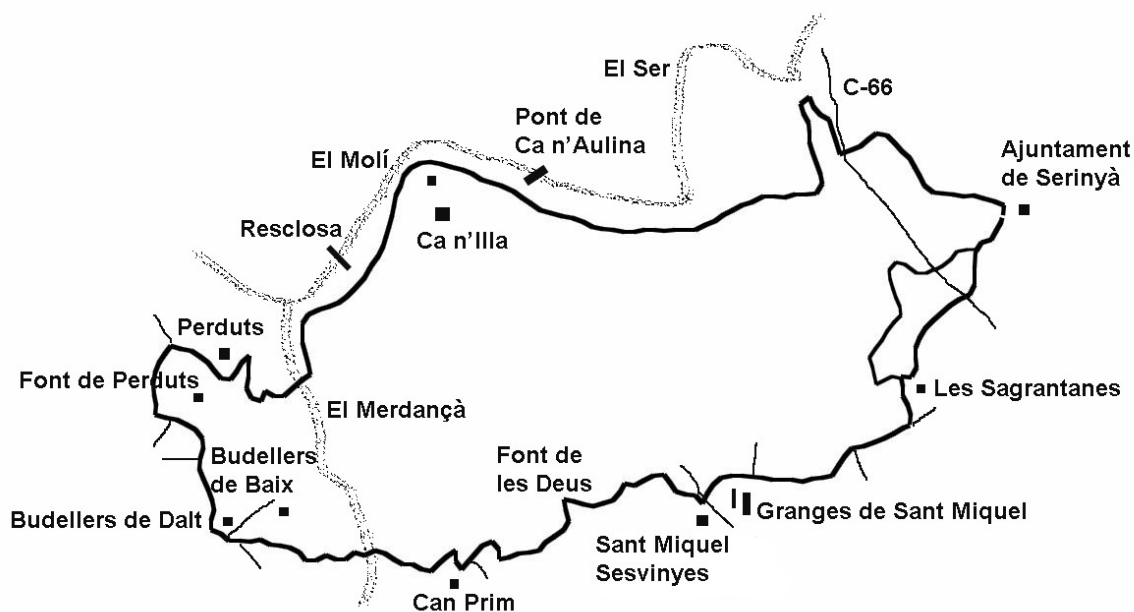 El Ser
C-66
Pont de
Ca n'Aulina
El Molí
Ajuntament
de Serinyà
Resclosa
Ca n'Illa
Perduts
Font de Perduts
Les Sagrantanes
El Merdançà
Budellers
de Baix
Font de
les Deus
Budellers de Dalt
Granges de Sant Miquel
Sant Miquel
Sesvinyes
Can Prim